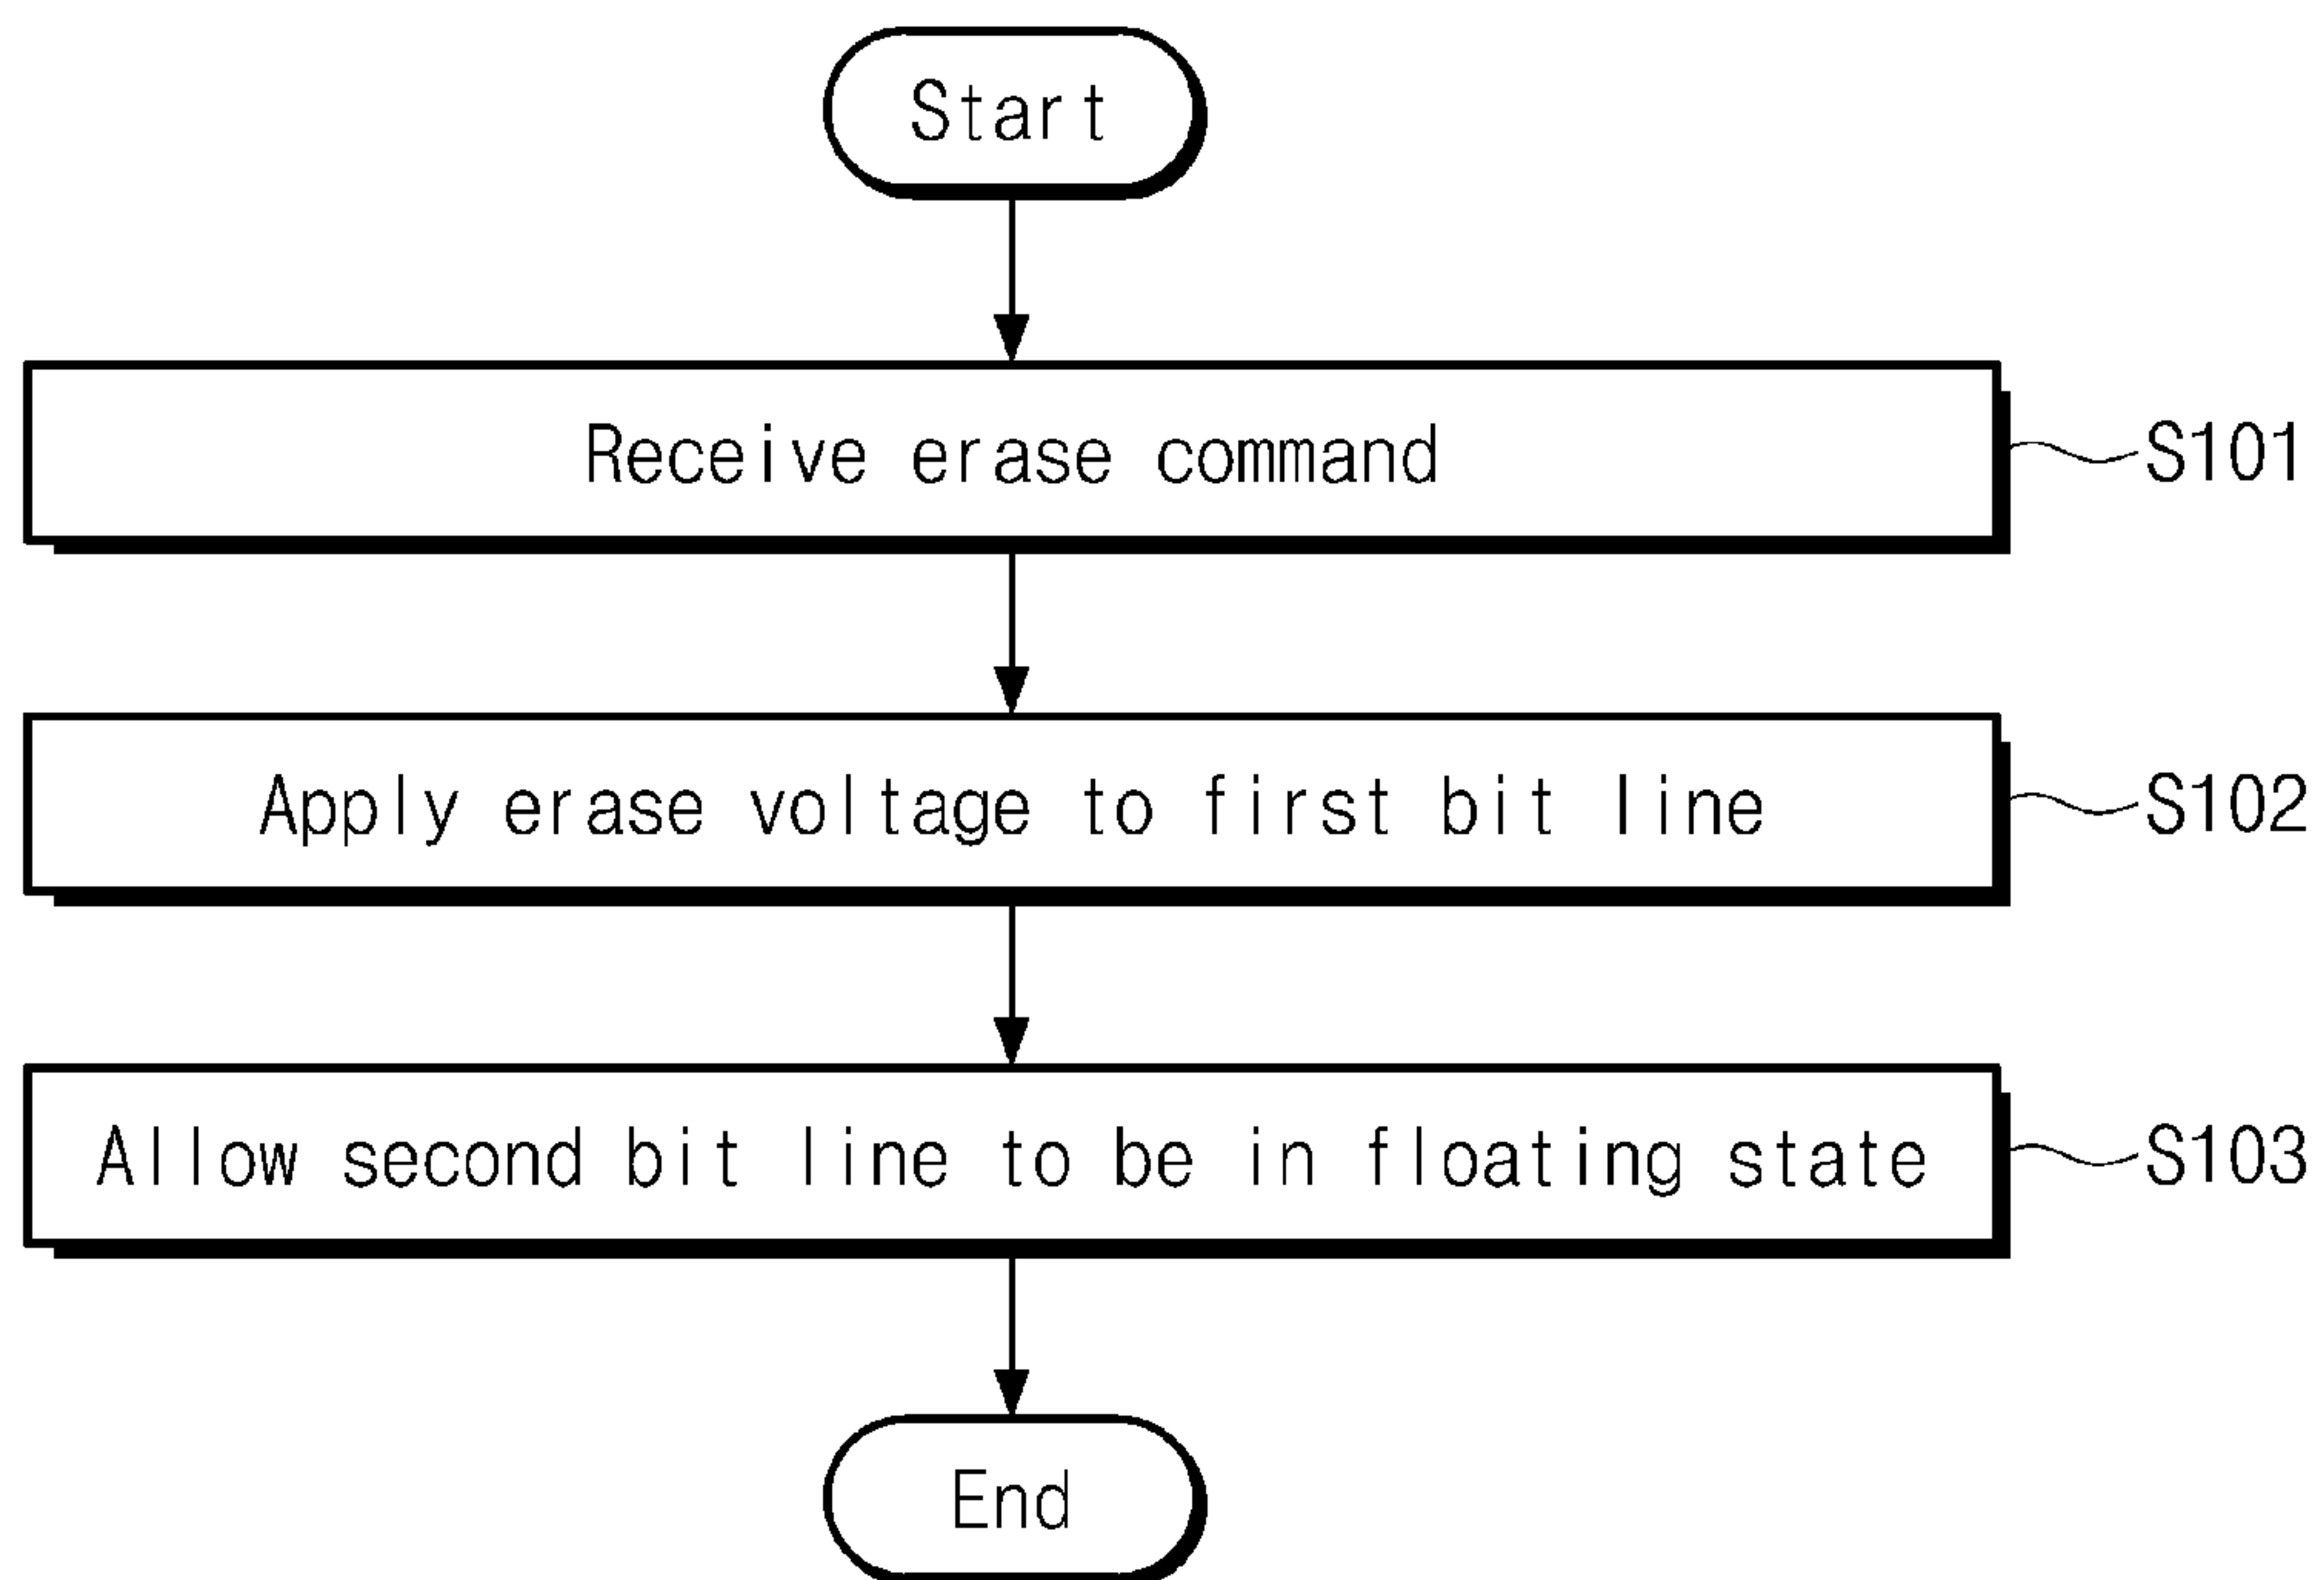 Start
Receive erase command
S101
Apply erase voltage to first bit line
S102
Allow second bit line to be in floating state
S103
End